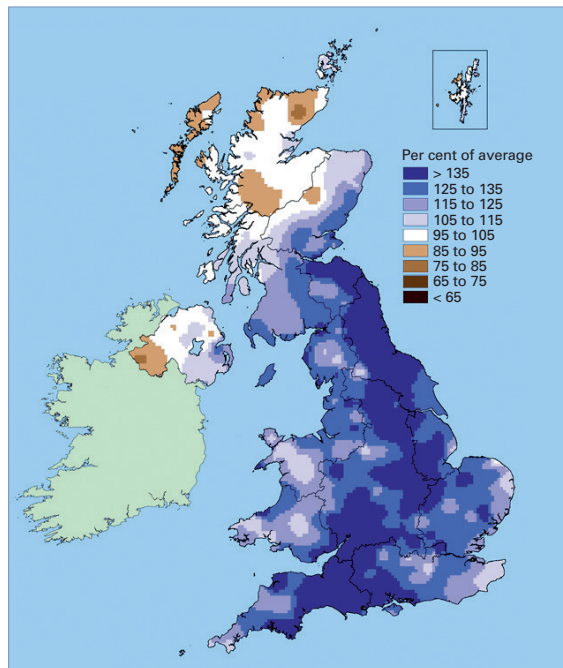 Per cent of average
> 135
125 to 135
115 to 125
105 to 115
95 to 105
85 to 95
75 to 85
65 to 75
< 65